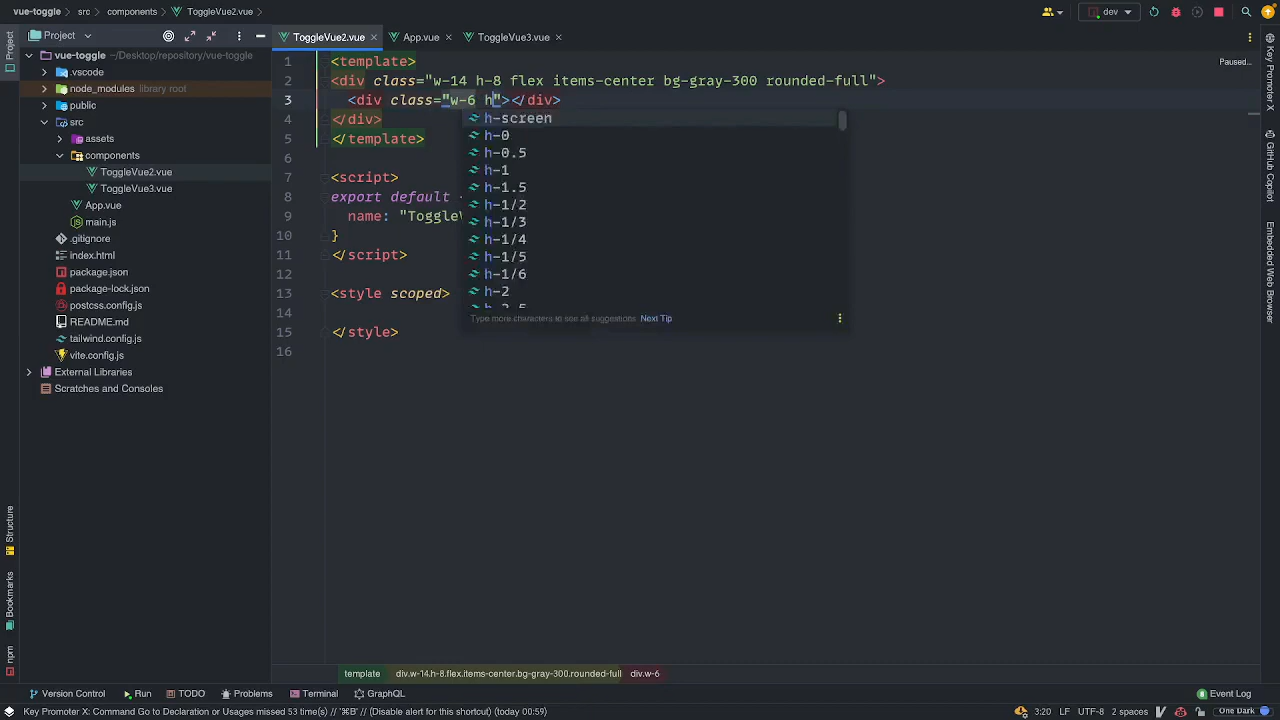 vue-toggle > src > components > ToggleVue2.vue
dev
Project
ToggleVue2.vue
App.vue
ToggleVue3.vue
vue-toggle ~/Desktop/repository/vue-toggle
.vscode
node_modules library root
public
src
assets
components
ToggleVue2.vue
ToggleVue3.vue
App.vue
main.js
.gitignore
index.html
package.json
package-lock.json
postcss.config.js
README.md
tailwind.config.js
vite.config.js
External Libraries
Scratches and Consoles
Project
Structure
Bookmarks
npm
1 <template>
2 <div class="w-14 h-8 flex items-center bg-gray-300 rounded-full">
3 <div class="w-6 h"></div>
4 </div>
5 </template>
6
7 <script>
8 export default
9 name: "Toggle
10 }
11 </script>
12
13 <style scoped>
14
15 </style>
16
h-screen
h-0
h-0.5
h-1
h-1.5
h-1/2
h-1/3
h-1/4
h-1/5
h-1/6
h-2
Type more characters to see all suggestions Next Tip
Paused...
Key Promoter X
GitHub Copilot
Embedded Web Browser
template
div.w-14.h-8.flex.items-center.bg-gray-300.rounded-full
div.w-6
Version Control
Run
TODO
Problems
Terminal
GraphQL
Event Log
Key Promoter X: Go to Declaration or Usages missed 53 time(s) // '⌘B' // (Disable alert for this shortcut) (today 00:59)
3:20 LF UTF-8 2 spaces One Dark